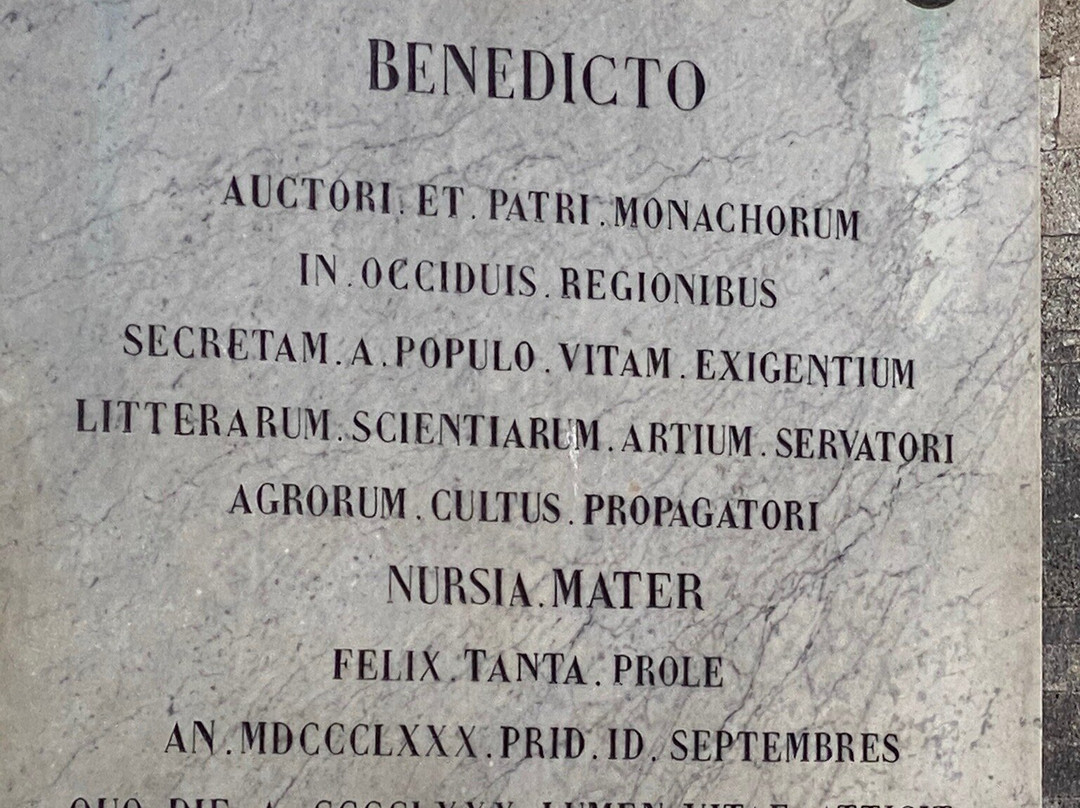 BENEDICTO
AUCTORI. ET. PATRI. MONACHORUM
IN. OCCIDUIS. REGIONIBUS
SECRETAM. A. POPULO. VITAM. EXIGENTIUM
LITTERARUM. SCIENTIARUM. ARTIUM. SERVATORI
AGRORUM. CULTUS. PROPAGATORI
NURSIA. MATER
FELIX. TANTA. PROLE
AN. MDCCCLXXX. PRID. ID. SEPTEMBRES